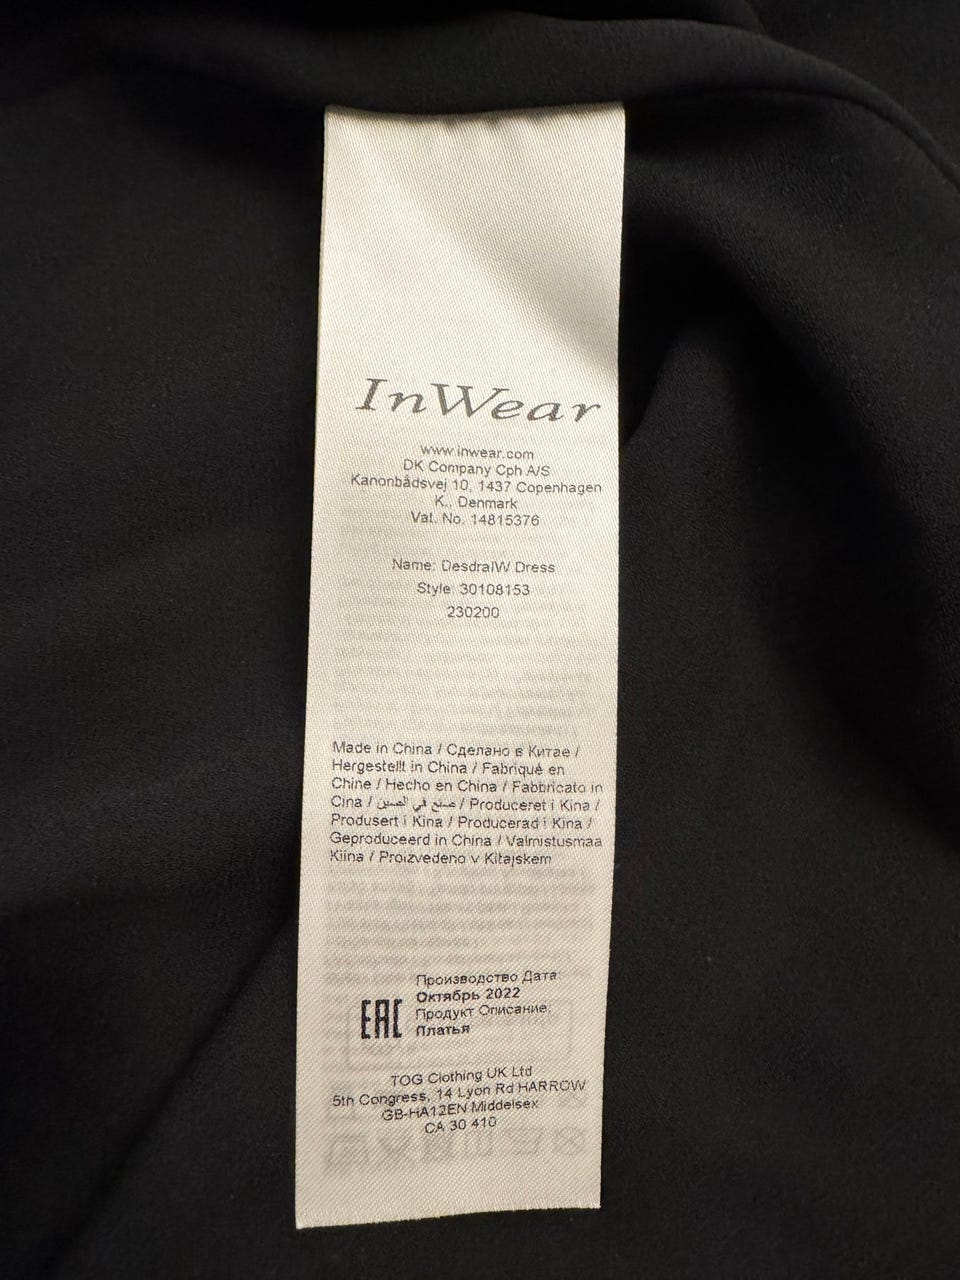 InWear
www.inwear.com
DK Company Cph A/S
Kanonbådsvej 10, 1437 Copenhagen
K., Denmark
Vat. No. 14815376
Name: DesdraIW Dress
Style: 30108153
230200
Made in China / Сделано в Китае /
Hergestellt in China / Fabriqué en
Chine / Hecho en China / Fabbricato in
Cina / صنع في الصين / Produceret i Kina /
Produsert i Kina / Producerad i Kina /
Geproduceerd in China / Valmistusmaa
Kiina / Proizvedeno v Kitajskem
Производство Дата:
Октябрь 2022
EAC
Продукт Описание:
Платья
TOG Clothing UK Ltd
5th Congress, 14 Lyon Rd HARROW
GB-HA12EN Middelsex
CA 30 410